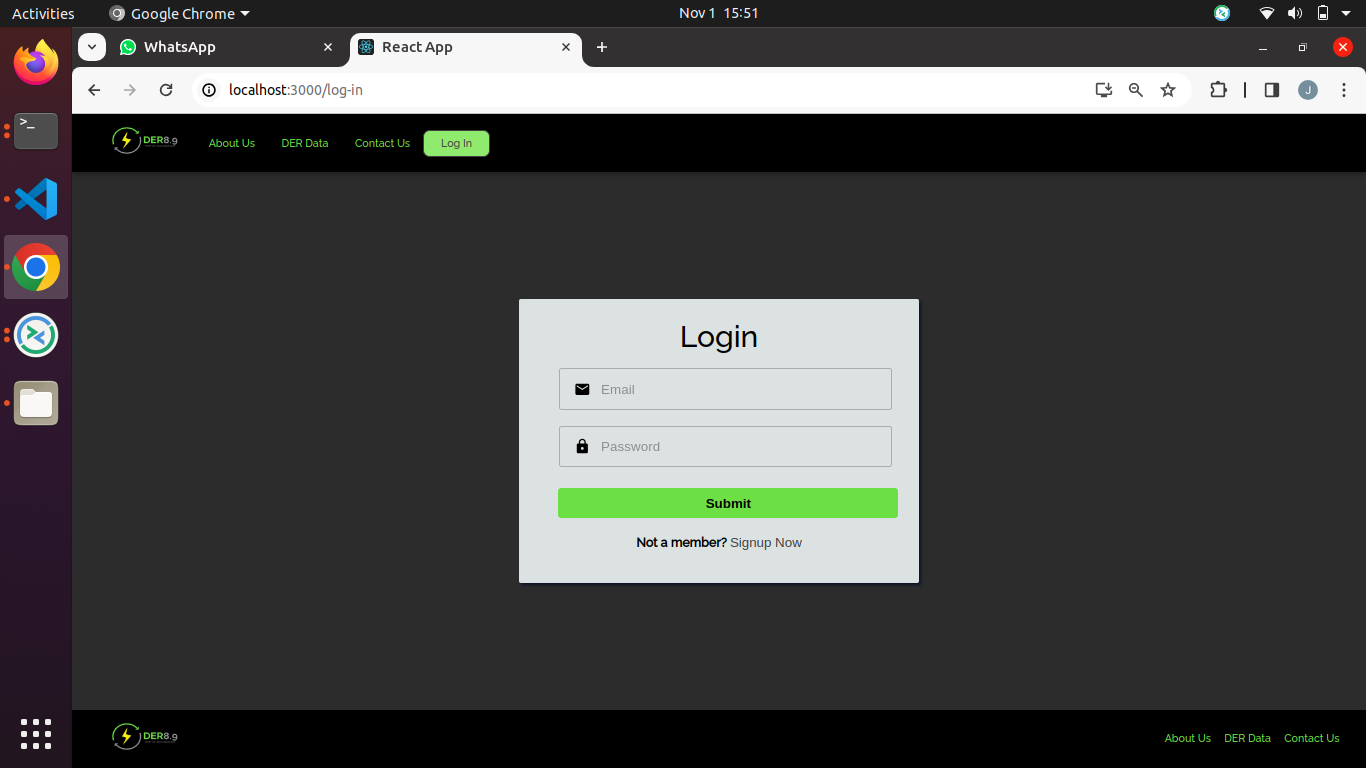 Activities Google Chrome Nov 1 15:51
WhatsApp React App
localhost:3000/log-in J
DER8.9 About Us DER Data Contact Us Log In
>_
Login
Email
Password
Submit
Not a member? Signup Now
DER8.9 About Us DER Data Contact Us